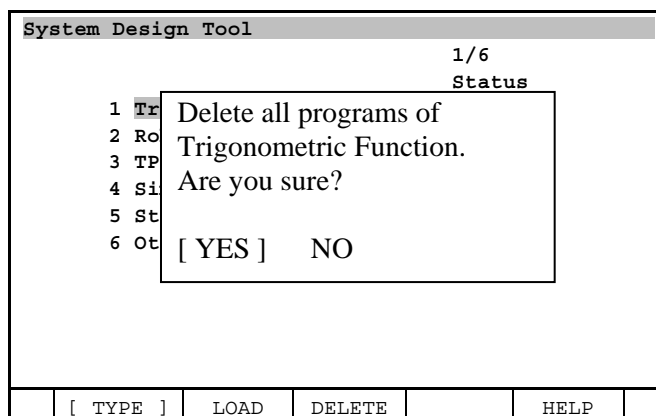 System Design Tool
1/6
Status
1 Tr
2 Ro
3 TP
4 Si
5 St
6 Ot
Delete all programs of
Trigonometric Function.
Are you sure?
[ YES ] NO
[ TYPE ] LOAD DELETE HELP